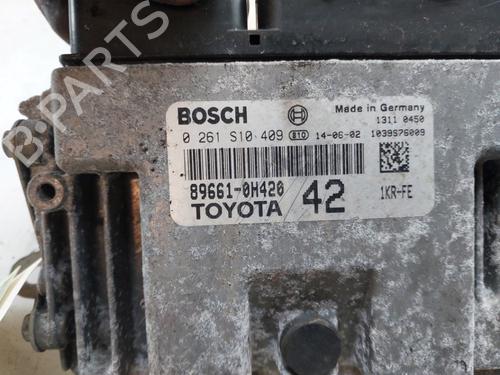 B-PARTS
BOSCH
Made in Germany
1311 0450
0 261 S10 409 810 14-06-02 1039S76009
89661-0H420
TOYOTA
42
1KR-FE